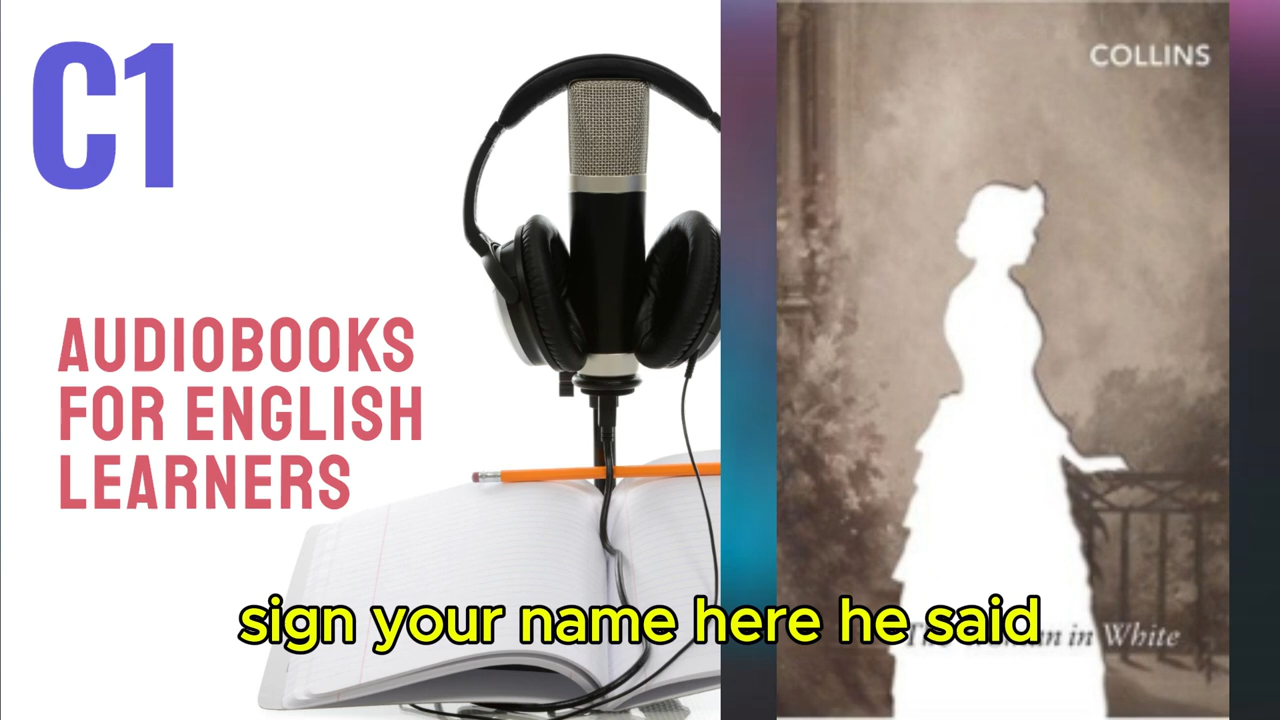 C1
AUDIOBOOKS
FOR ENGLISH
LEARNERS
COLLINS
in White
sign your name here he said